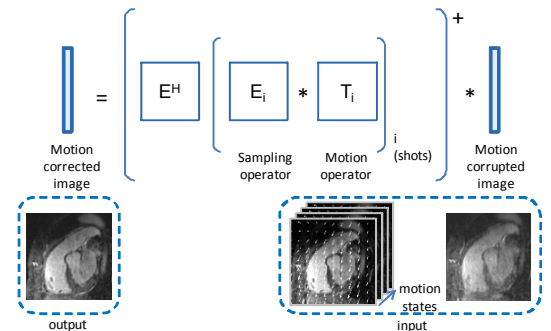 +
= E^H E_i * T_i *
i
(shots)
Motion
corrected
image
Sampling
operator
Motion
operator
Motion
corrupted
image
motion
states
output
input